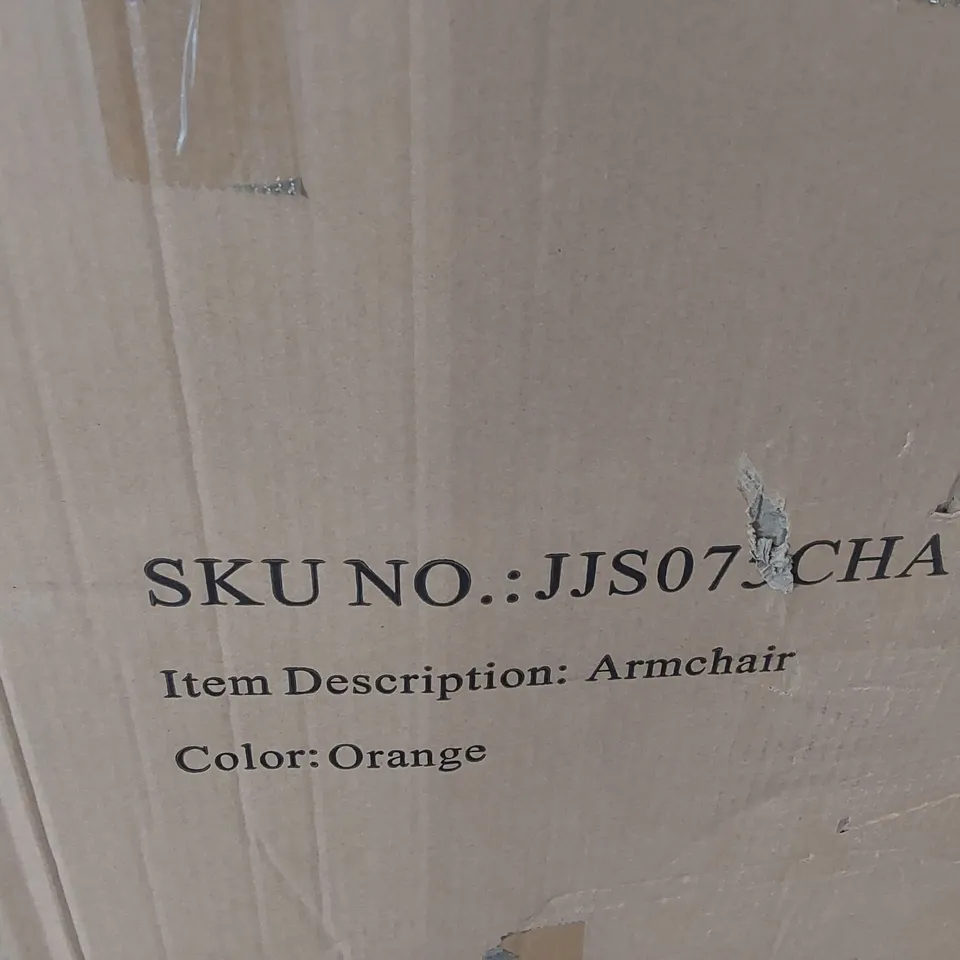 SKU NO.:
Item Description: Armchair
Color: Orange